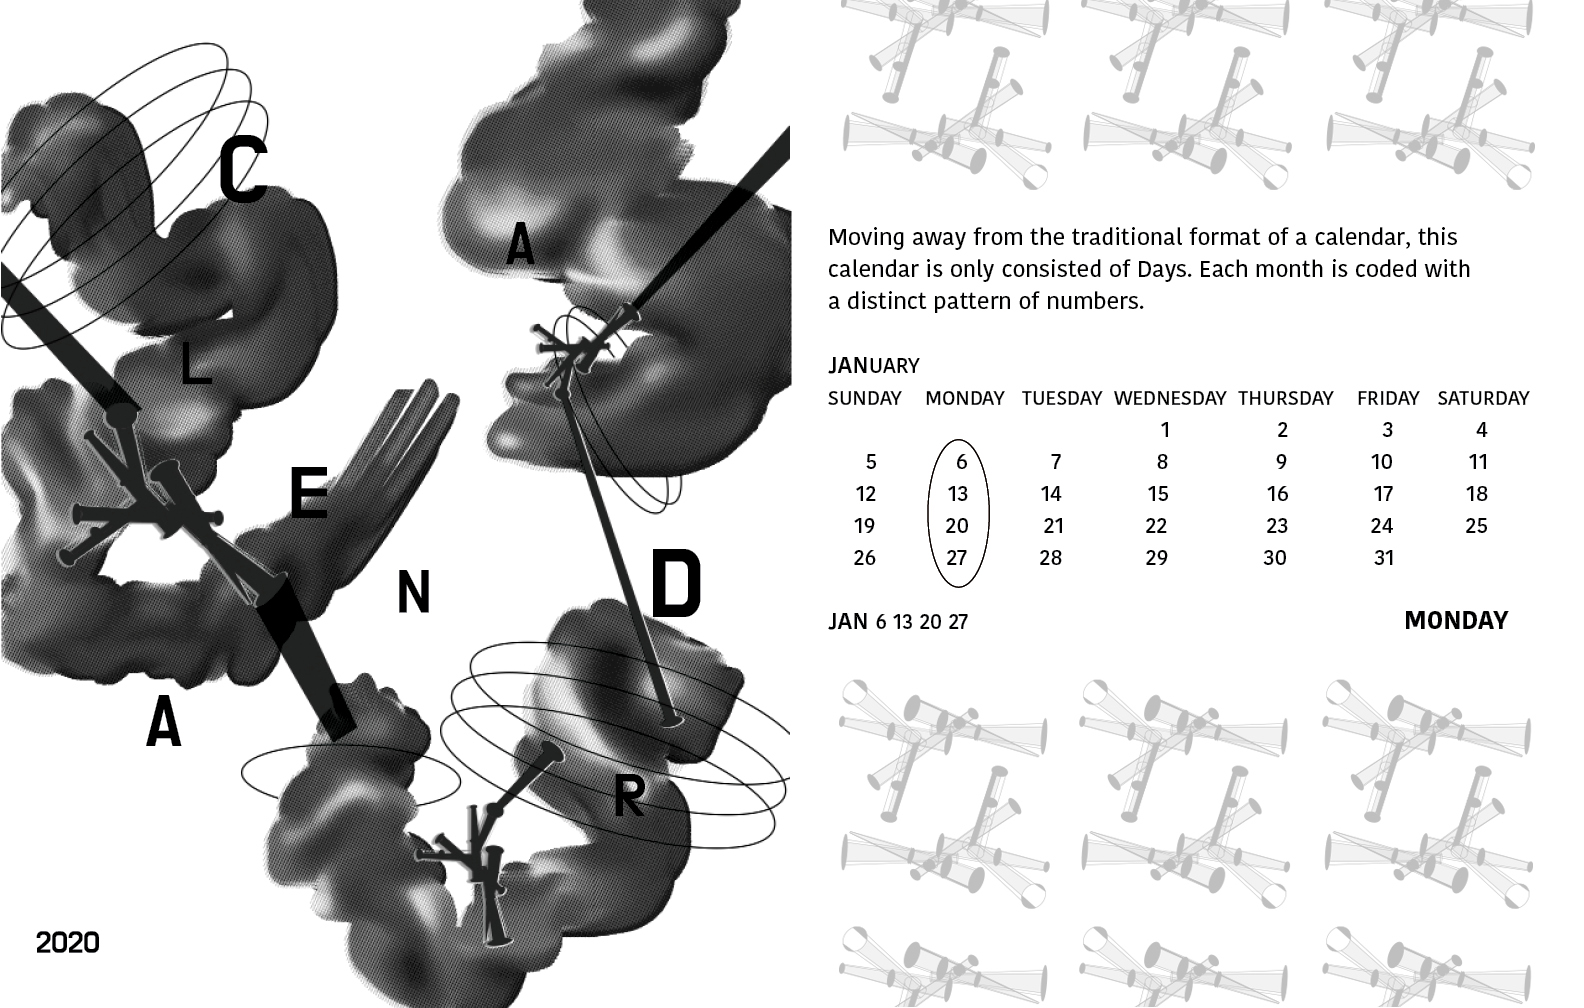 C
A
L
E
N
D
A
R
2020
Moving away from the traditional format of a calendar, this
calendar is only consisted of Days. Each month is coded with
a distinct pattern of numbers.
JANUARY
SUNDAY MONDAY TUESDAY WEDNESDAY THURSDAY FRIDAY SATURDAY
1 2 3 4
5 6 7 8 9 10 11
12 13 14 15 16 17 18
19 20 21 22 23 24 25
26 27 28 29 30 31
JAN 6 13 20 27 MONDAY